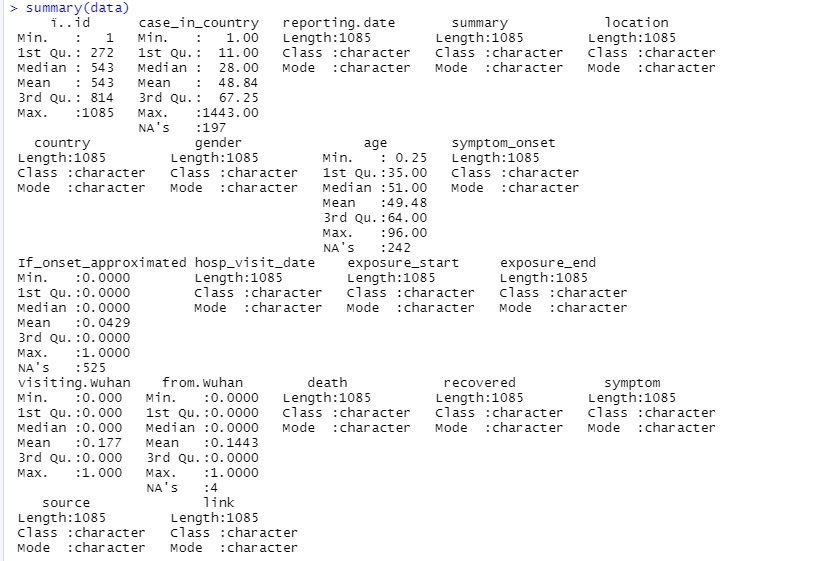 > summary(data)
ï..id case_in_country reporting.date summary location
Min. : 1 Min. : 1.00 Length:1085 Length:1085 Length:1085
1st Qu.: 272 1st Qu.: 11.00 Class :character Class :character Class :character
Median : 543 Median : 28.00 Mode :character Mode :character Mode :character
Mean : 543 Mean : 48.84
3rd Qu.: 814 3rd Qu.: 67.25
Max. :1085 Max. :1443.00
NA's :197
country gender age symptom_onset
Length:1085 Length:1085 Min. : 0.25 Length:1085
Class :character Class :character 1st Qu.:35.00 Class :character
Mode :character Mode :character Median :51.00 Mode :character
Mean :49.48
3rd Qu.:64.00
Max. :96.00
NA's :242
If_onset_approximated hosp_visit_date exposure_start exposure_end
Min. :0.0000 Length:1085 Length:1085 Length:1085
1st Qu.:0.0000 Class :character Class :character Class :character
Median :0.0000 Mode :character Mode :character Mode :character
Mean :0.0429
3rd Qu.:0.0000
Max. :1.0000
NA's :525
visiting.Wuhan from.Wuhan death recovered symptom
Min. :0.000 Min. :0.0000 Length:1085 Length:1085 Length:1085
1st Qu.:0.000 1st Qu.:0.0000 Class :character Class :character Class :character
Median :0.000 Median :0.0000 Mode :character Mode :character Mode :character
Mean :0.177 Mean :0.1443
3rd Qu.:0.000 3rd Qu.:0.0000
Max. :1.000 Max. :1.0000
NA's :4
source link
Length:1085 Length:1085
Class :character Class :character
Mode :character Mode :character